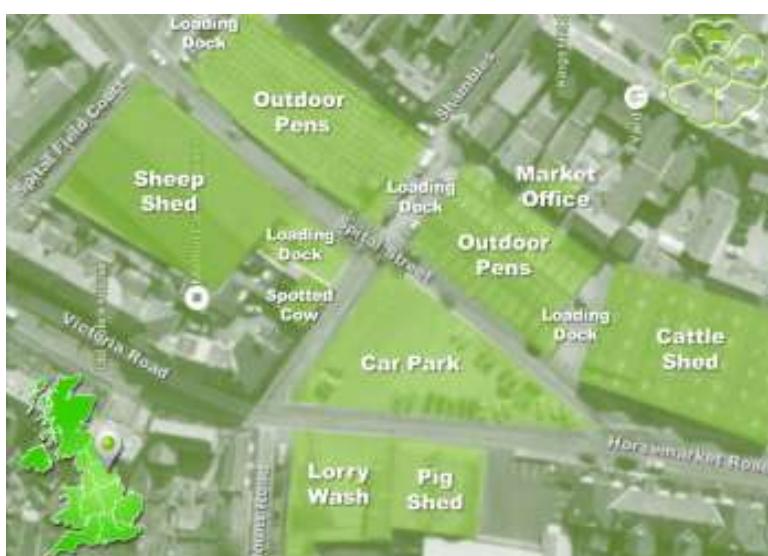 Loading
Dock
Outdoor
Pens
Shambles
Sheep
Shed
Loading
Dock
Market
Office
Loading
Dock
Spital Street
Outdoor
Pens
Spotted
Cow
Loading
Dock
Cattle
Shed
Victoria Road
Car Park
Horsemarket Road
Lorry
Wash
Pig
Shed